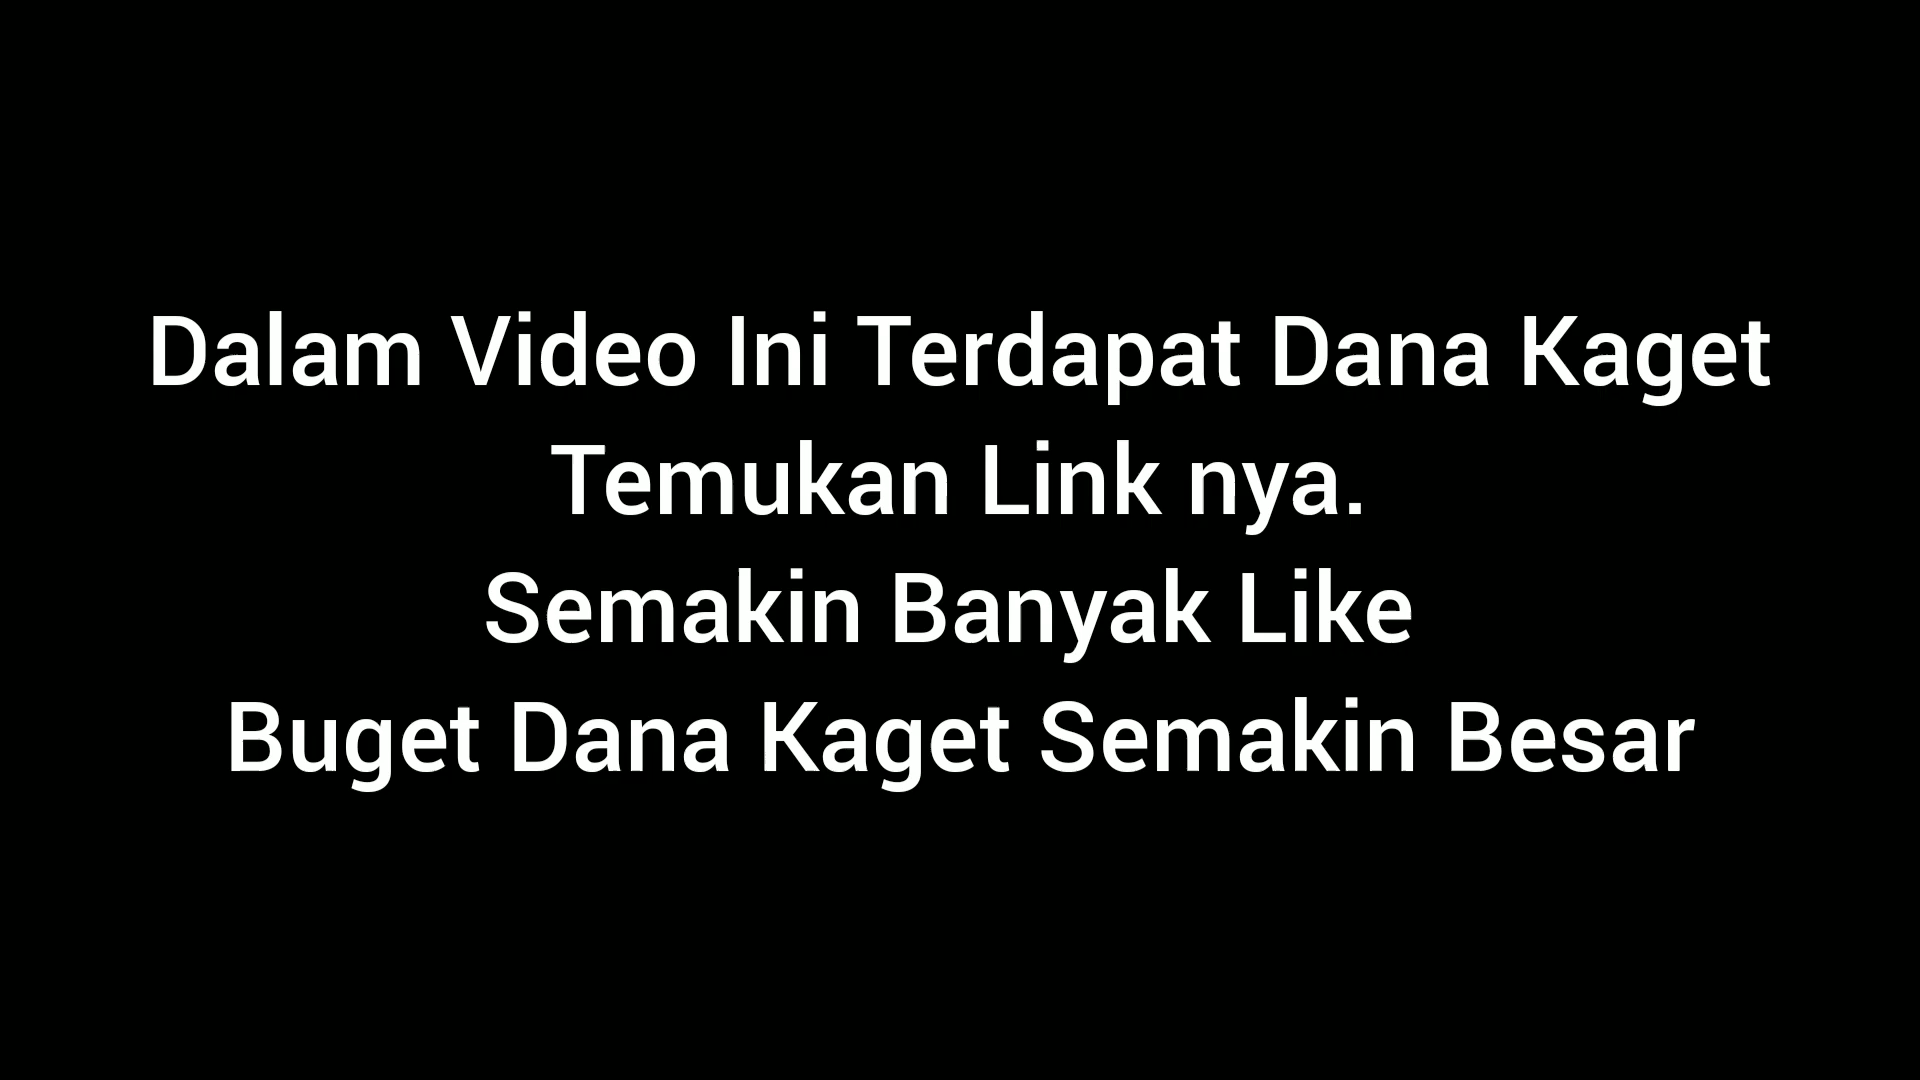 Dalam Video Ini Terdapat Dana Kaget
Temukan Link nya.
Semakin Banyak Like
Buget Dana Kaget Semakin Besar